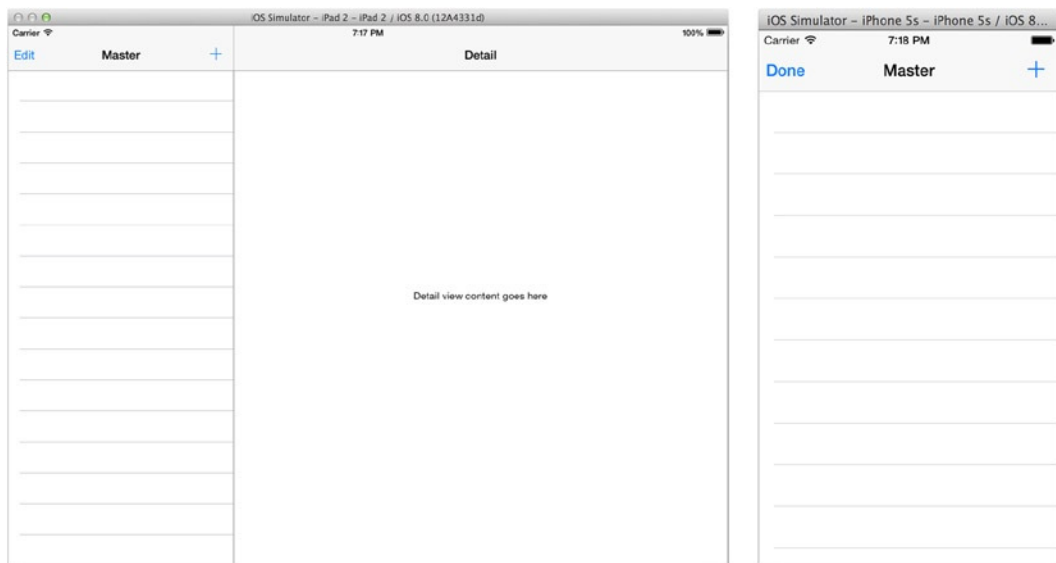 iOS Simulator – iPad 2 – iPad 2 / iOS 8.0 (12A4331d)
Carrier 7:17 PM 100%
Edit Master + Detail
Detail view content goes here
iOS Simulator – iPhone 5s – iPhone 5s / iOS 8...
Carrier 7:18 PM
Done Master +